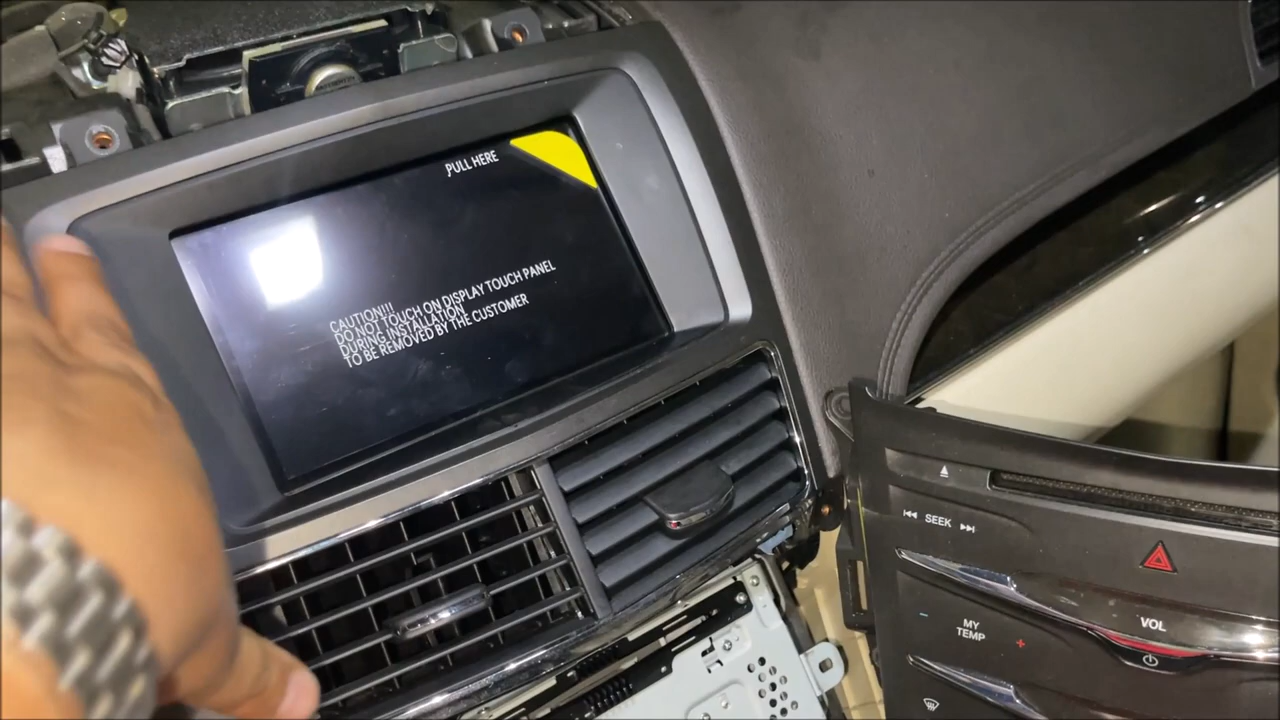 PULL HERE
CAUTION!!!
DO NOT TOUCH ON DISPLAY TOUCH PANEL
DURING INSTALLATION
TO BE REMOVED BY THE CUSTOMER
SEEK
VOL
MY
TEMP